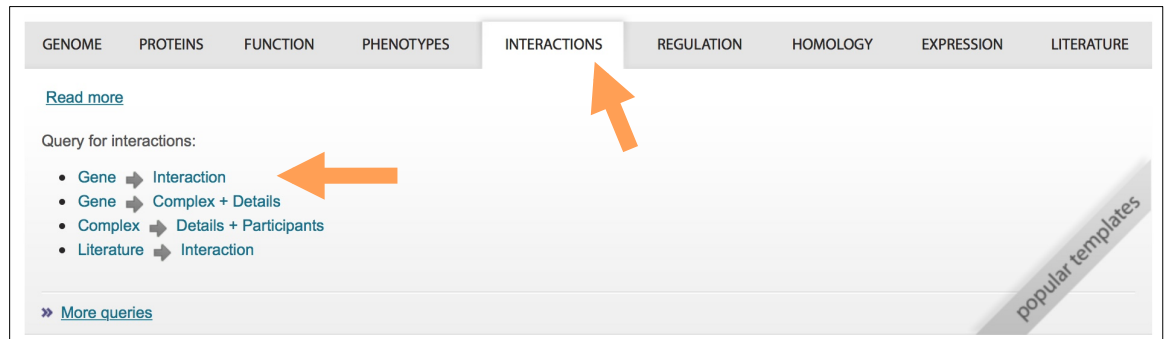 GENOME PROTEINS FUNCTION PHENOTYPES INTERACTIONS REGULATION HOMOLOGY EXPRESSION LITERATURE
Read more
Query for interactions:
Gene Interaction
Gene Complex + Details
Complex Details + Participants
Literature Interaction
popular templates
» More queries